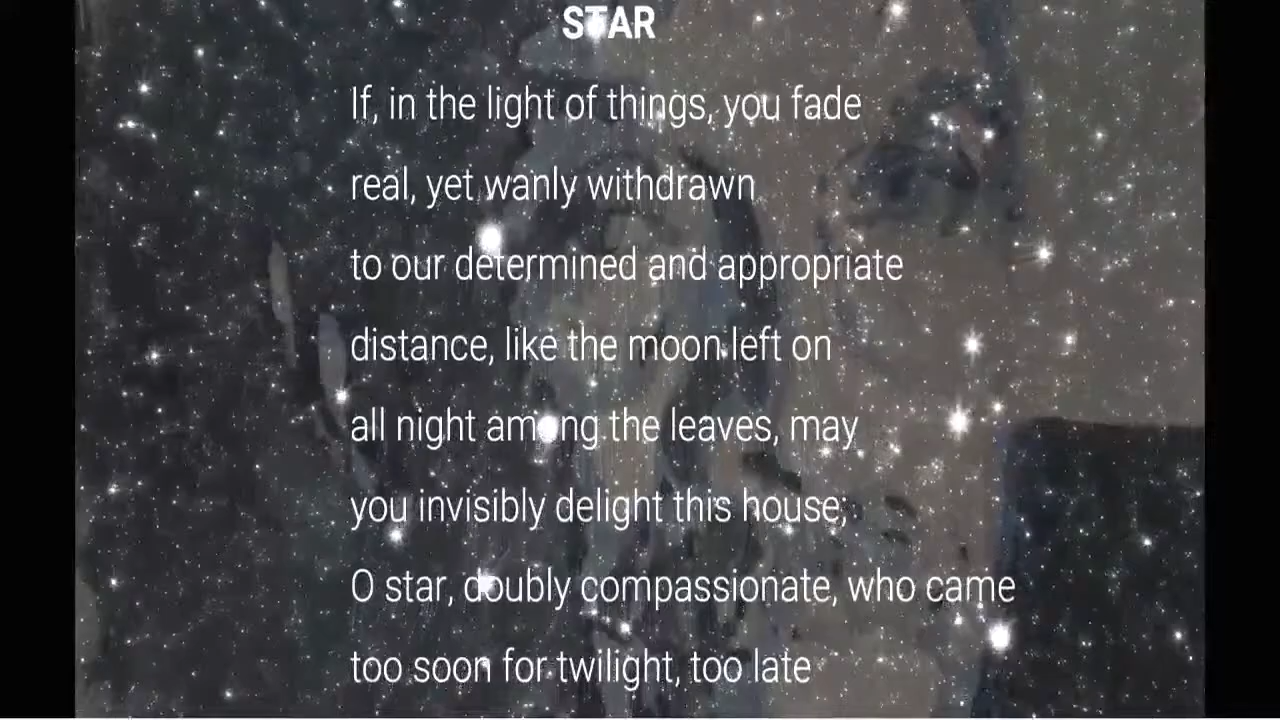 STAR
If, in the light of things, you fade
real, yet wanly withdrawn
to our determined and appropriate
distance, like the moon left on
all night among the leaves, may
you invisibly delight this house;
O star, doubly compassionate, who came
too soon for twilight, too late